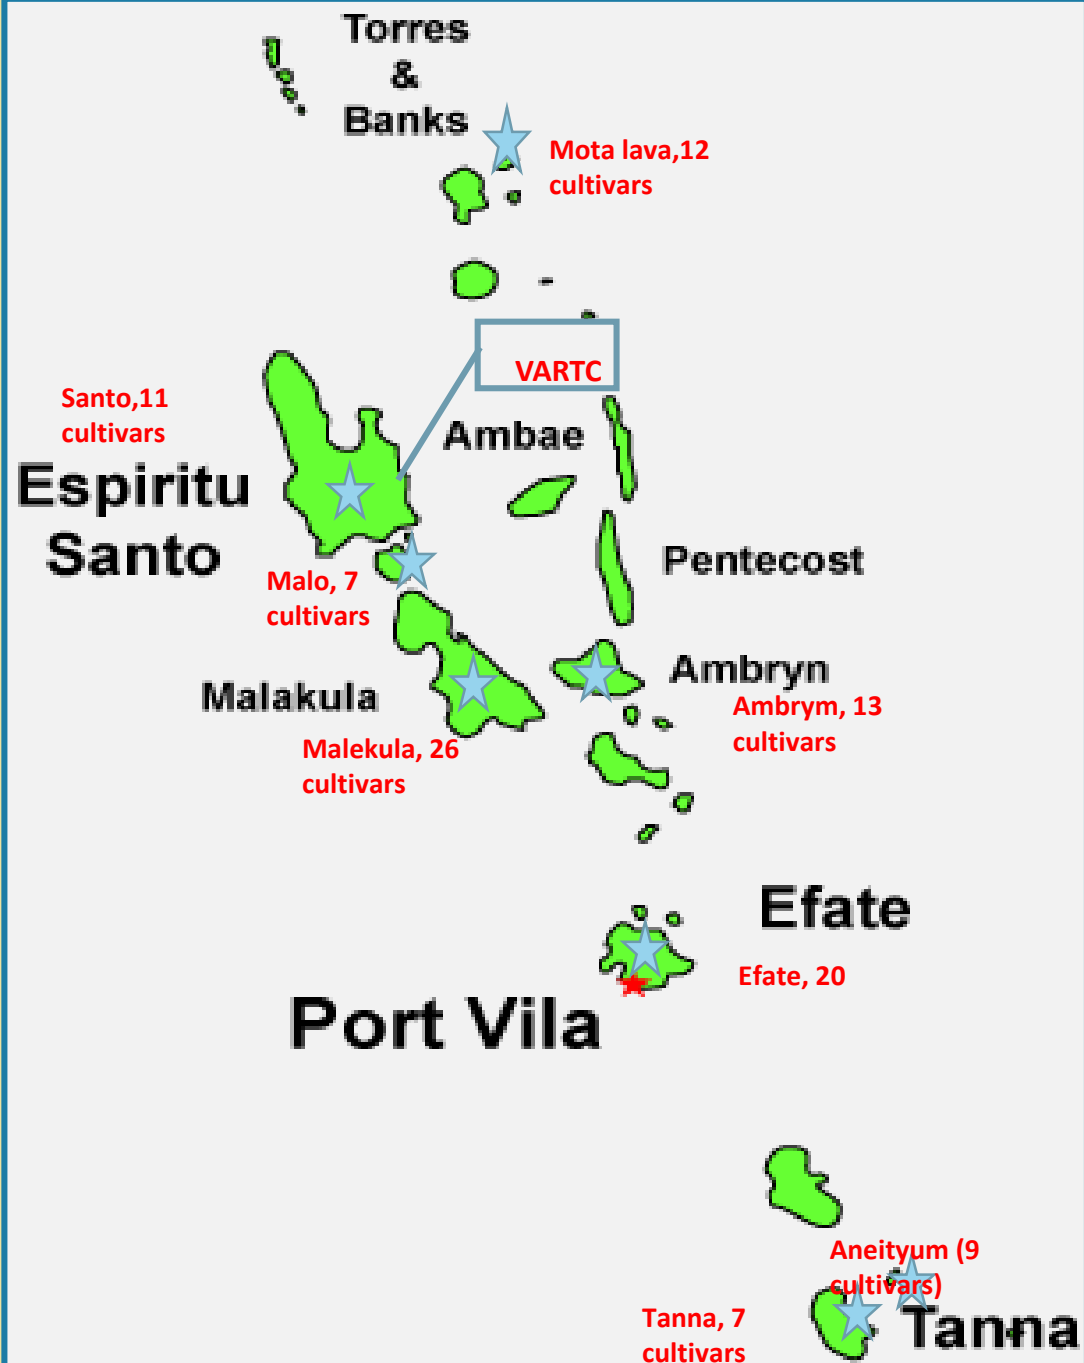 Torres
&
Banks
Mota lava,12
cultivars
VARTC
Santo,11
cultivars
Ambae
Espiritu
Santo
Pentecost
Malo, 7
cultivars
Ambryn
Malakula
Ambrym, 13
cultivars
Malekula, 26
cultivars
Efate
Efate, 20
Port Vila
Aneityum (9
cultivars)
Tanna
Tanna, 7
cultivars